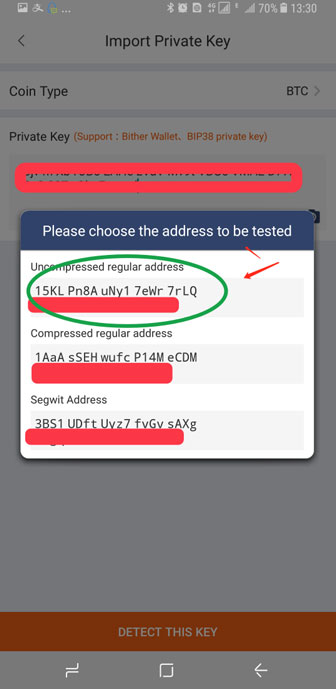 70% 13:30
Import Private Key
Coin Type BTC
Private Key (Support : Bither Wallet、BIP38 private key)
Please choose the address to be tested
Uncompressed regular address
15KL Pn8A uNy1 7eWr 7rLQ
Compressed regular address
1AaA sSEH wufc P14M eCDM
Segwit Address
3BS1 UDft Uyz7 fyGy sAXg
DETECT THIS KEY